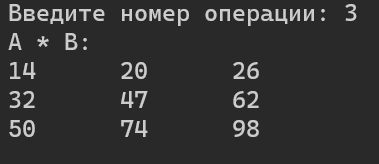 Введите номер операции: 3
A * B:
14 20 26
32 47 62
50 74 98